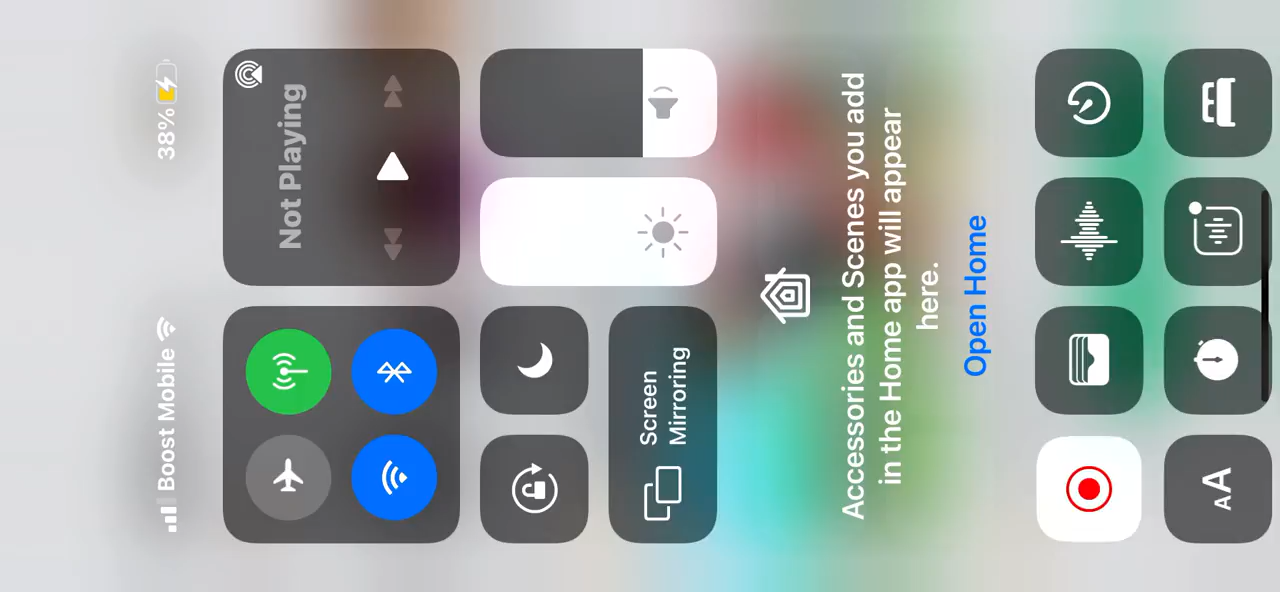 Boost Mobile
38%
Not Playing
Screen
Mirroring
Accessories and Scenes you add
in the Home app will appear
here.
Open Home
AA